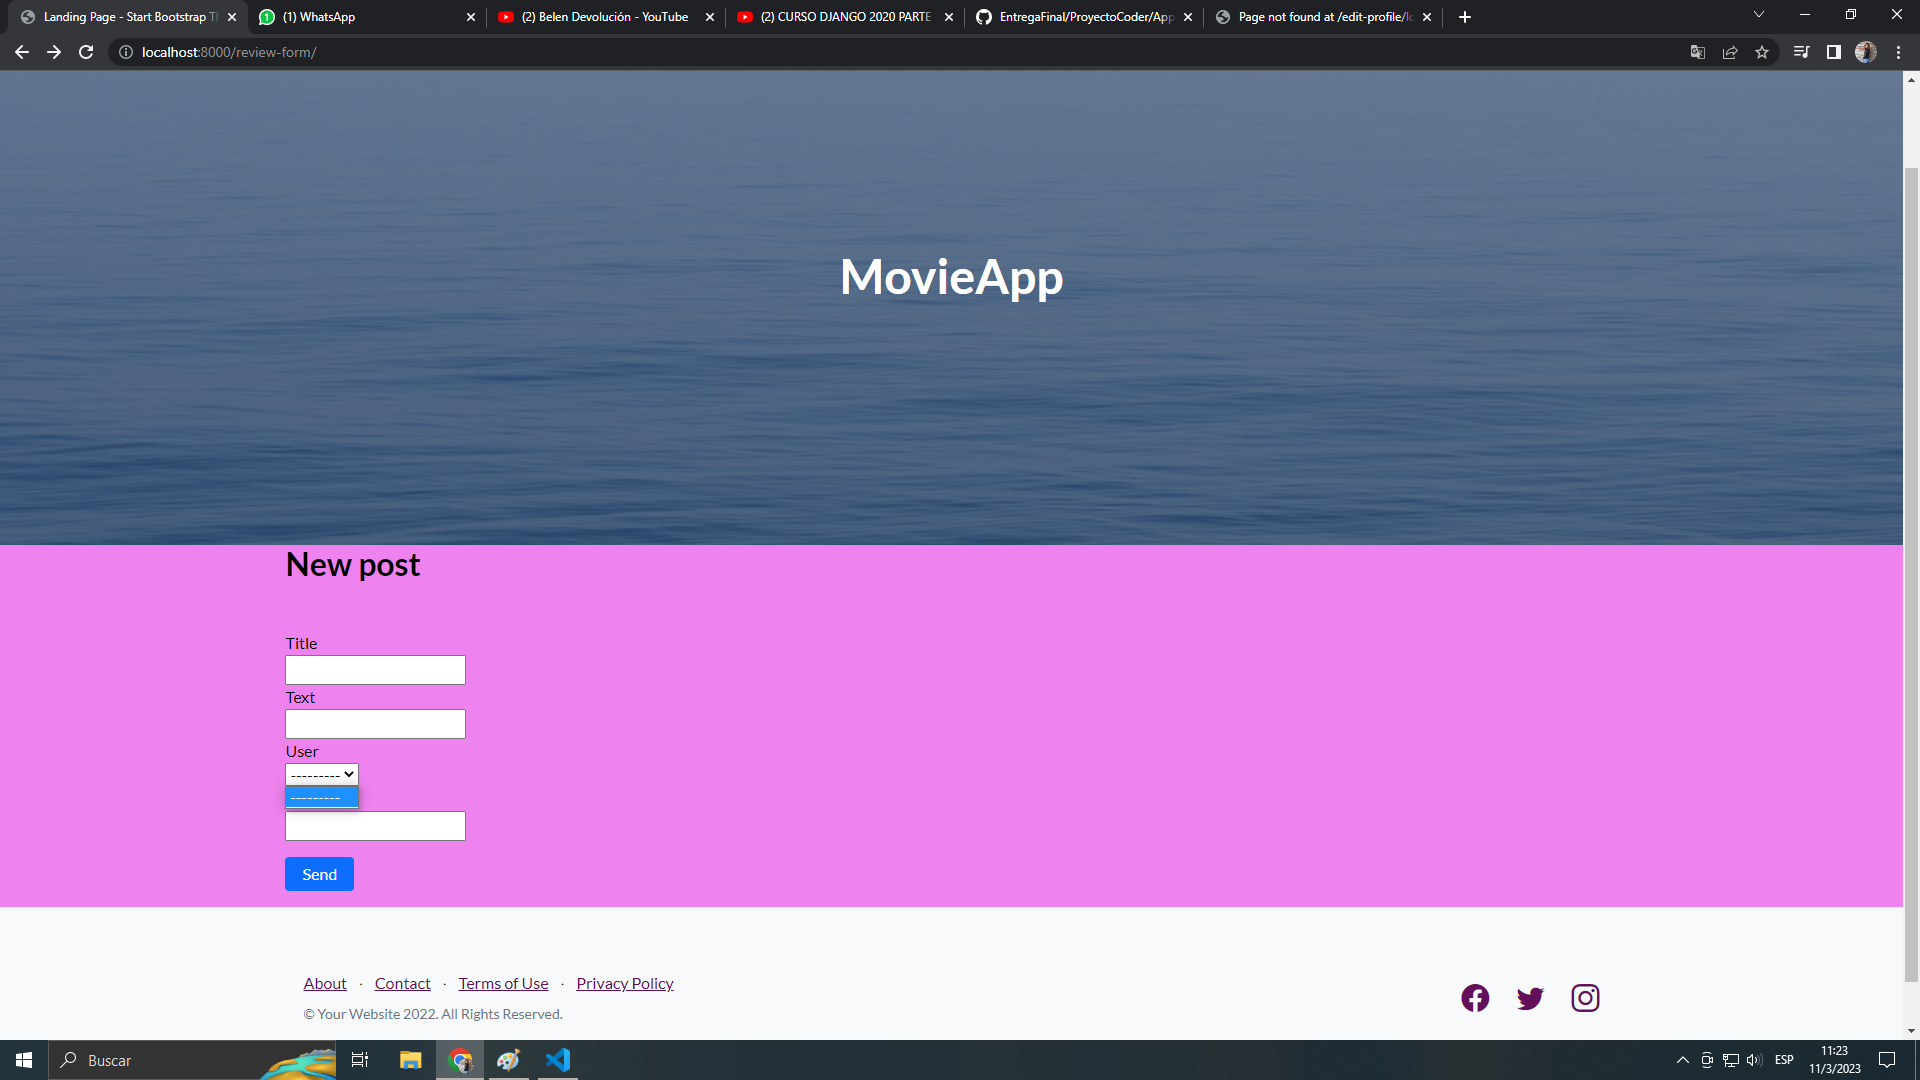 Landing Page - Start Bootstrap Th
(1) WhatsApp
(2) Belen Devolución - YouTube
(2) CURSO DJANGO 2020 PARTE
EntregaFinal/ProyectoCoder/App
Page not found at /edit-profile/lo
localhost:8000/review-form/
MovieApp
New post
Title
Text
User
---------
---------
Send
About · Contact · Terms of Use · Privacy Policy
© Your Website 2022. All Rights Reserved.
Buscar
ESP
11:23
11/3/2023